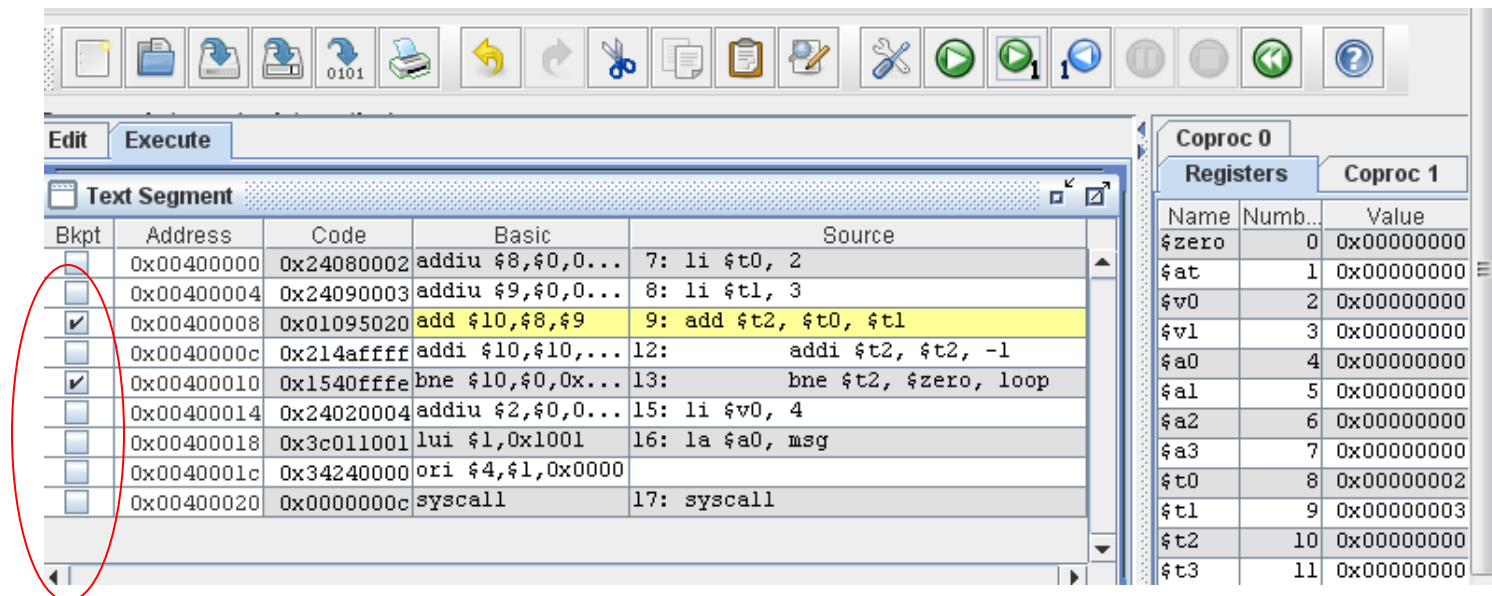 0101
1
1
Edit Execute
Coproc 0
Registers Coproc 1
Text Segment
Bkpt Address Code Basic Source
0x00400000 0x24080002 addiu $8,$0,0... 7: li $t0, 2
0x00400004 0x24090003 addiu $9,$0,0... 8: li $t1, 3
0x00400008 0x01095020 add $10,$8,$9 9: add $t2, $t0, $t1
0x0040000c 0x214affff addi $10,$10,... 12: addi $t2, $t2, -1
0x00400010 0x1540fffe bne $10,$0,0x... 13: bne $t2, $zero, loop
0x00400014 0x24020004 addiu $2,$0,0... 15: li $v0, 4
0x00400018 0x3c011001 lui $1,0x1001 16: la $a0, msg
0x0040001c 0x34240000 ori $4,$1,0x0000
0x00400020 0x0000000c syscall 17: syscall
Name Numb... Value
$zero 0 0x00000000
$at 1 0x00000000
$v0 2 0x00000000
$v1 3 0x00000000
$a0 4 0x00000000
$a1 5 0x00000000
$a2 6 0x00000000
$a3 7 0x00000000
$t0 8 0x00000002
$t1 9 0x00000003
$t2 10 0x00000000
$t3 11 0x00000000